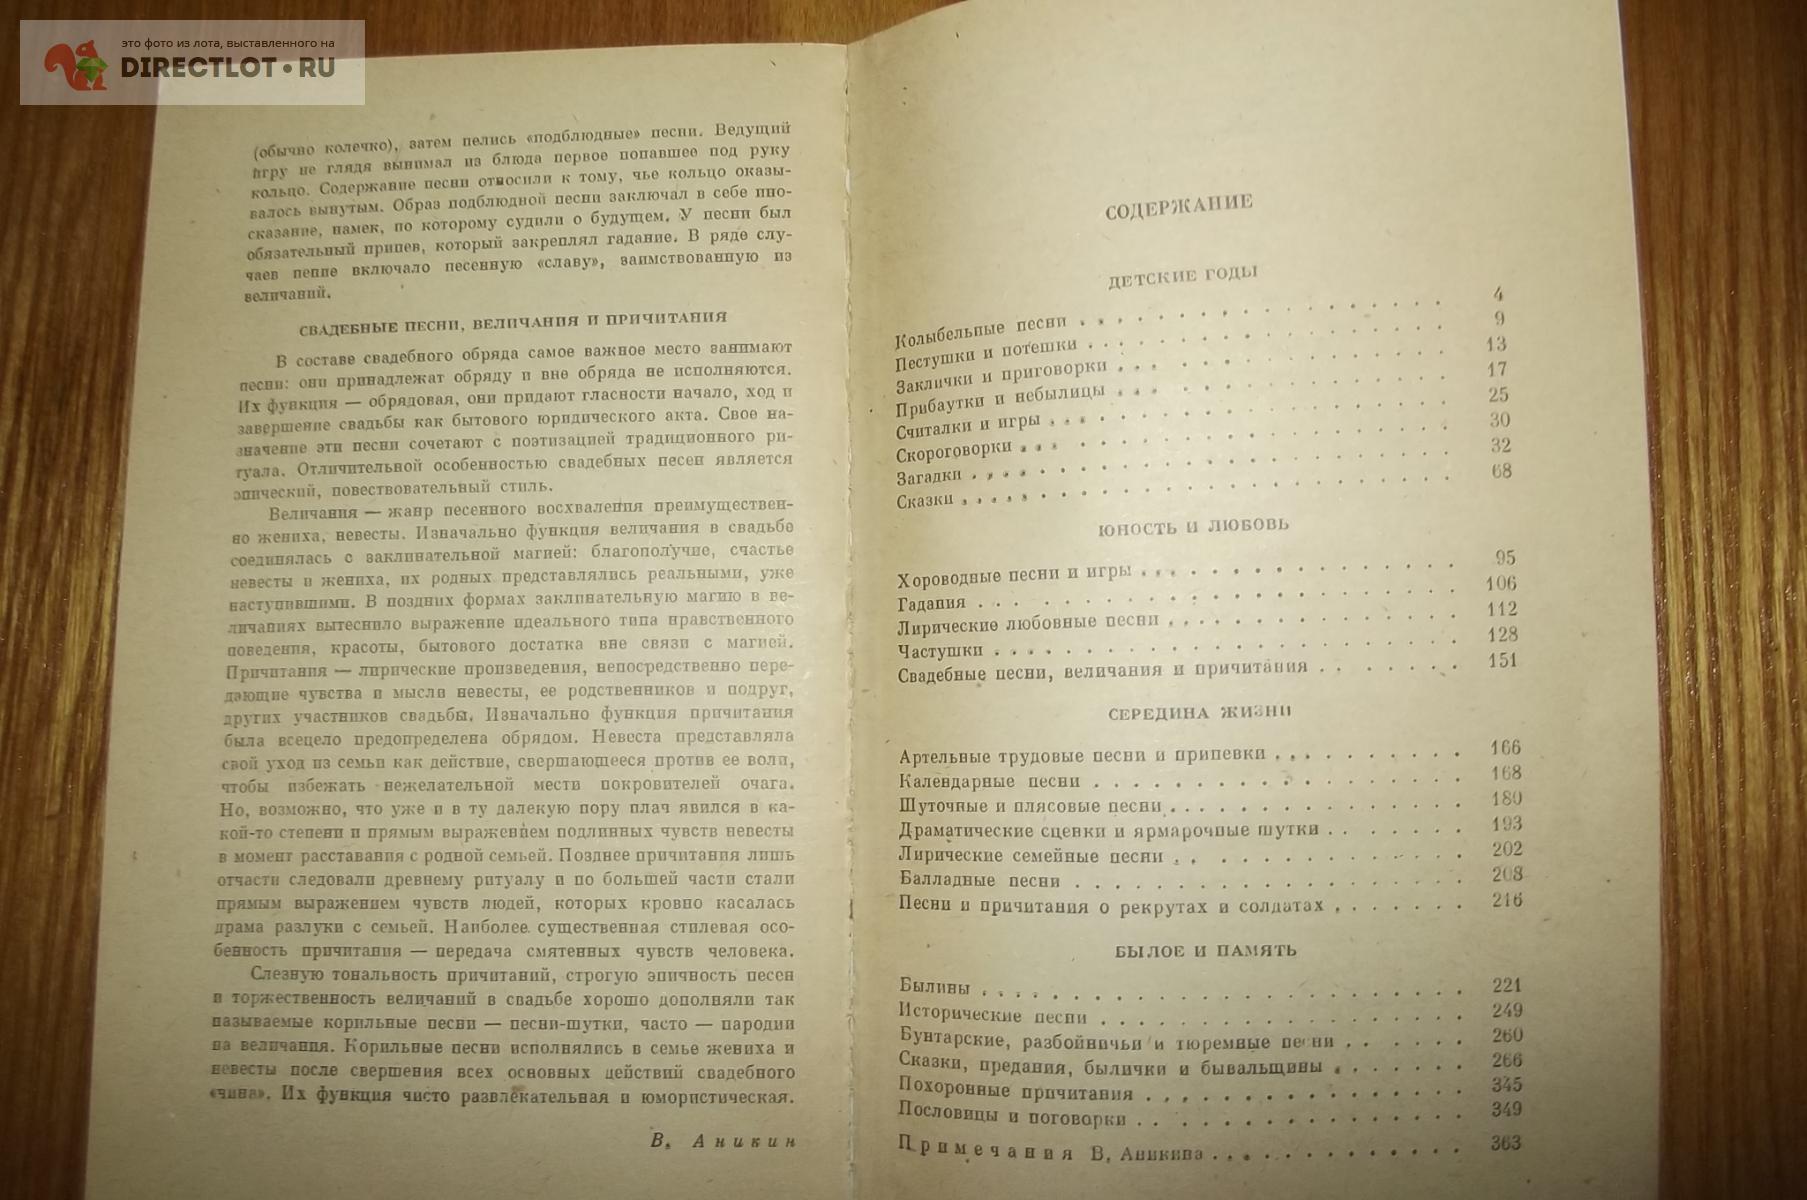 это фото из лота, выставленного на
DIRECTLOT•RU
(обычно колечко), затем пелись «подблюдные» песни. Ведущий
игру не глядя вынимал из блюда первое попавшее под руку
кольцо. Содержание песни относили к тому, чье кольцо оказы-
валось вынутым. Образ подблюдной песни заключал в себе ино-
сказание, намек, по которому судили о будущем. У песни был
обязательный припев, который закреплял гадание. В ряде слу-
чаев пение включало песенную «славу», заимствованную из
величаний.
СВАДЕБНЫЕ ПЕСНИ, ВЕЛИЧАНИЯ И ПРИЧИТАНИЯ
В составе свадебного обряда самое важное место занимают
песни: они принадлежат обряду и вне обряда не исполняются.
Их функция — обрядовая, они придают гласности начало, ход и
завершение свадьбы как бытового юридического акта. Свое на-
значение эти песни сочетают с поэтизацией традиционного ри-
туала. Отличительной особенностью свадебных песен является
эпический, повествовательный стиль.
Величания — жанр песенного восхваления преимуществен-
но жениха, невесты. Изначально функция величания в свадьбе
соединялась с заклинательной магией: благополучие, счастье
невесты и жениха, их родных представлялись реальными, уже
наступившими. В поздних формах заклинательную магию в ве-
личаниях вытеснило выражение идеального типа нравственного
поведения, красоты, бытового достатка вне связи с магией.
Причитания — лирические произведения, непосредственно пере-
дающие чувства и мысли невесты, ее родственников и подруг,
других участников свадьбы. Изначально функция причитания
была всецело предопределена обрядом. Невеста представляла
свой уход из семьи как действие, свершающееся против ее воли,
чтобы избежать нежелательной мести покровителей очага.
Но, возможно, что уже и в ту далекую пору плач явился в ка-
кой-то степени и прямым выражением подлинных чувств невесты
в момент расставания с родной семьей. Позднее причитания лишь
отчасти следовали древнему ритуалу и по большей части стали
прямым выражением чувств людей, которых кровно касалась
драма разлуки с семьей. Наиболее существенная стилевая осо-
бенность причитания — передача смятенных чувств человека.
Слезную тональность причитаний, строгую эпичность песен
и торжественность величаний в свадьбе хорошо дополняли так
называемые корильные песни — песни-шутки, часто — пародии
на величания. Корильные песни исполнялись в семье жениха и
невесты после свершения всех основных действий свадебного
«чина». Их функция чисто развлекательная и юмористическая.
В. Аникин
СОДЕРЖАНИЕ
ДЕТСКИЕ ГОДЫ
Колыбельные песни . . . . . . . . . . . . . . . . 4
Пестушки и потешки . . . . . . . . . . . . . . . . 9
Заклички и приговорки . . . . . . . . . . . . . . 13
Прибаутки и небылицы . . . . . . . . . . . . . . 17
Считалки и игры . . . . . . . . . . . . . . . . . 25
Скороговорки . . . . . . . . . . . . . . . . . . 30
Загадки . . . . . . . . . . . . . . . . . . . . 32
Сказки . . . . . . . . . . . . . . . . . . . . . 68
ЮНОСТЬ И ЛЮБОВЬ
Хороводные песни и игры . . . . . . . . . . . . . 95
Гадания . . . . . . . . . . . . . . . . . . . . 106
Лирические любовные песни . . . . . . . . . . . . 112
Частушки . . . . . . . . . . . . . . . . . . . 128
Свадебные песни, величания и причитания . . . . . . . 151
СЕРЕДИНА ЖИЗНИ
Артельные трудовые песни и припевки . . . . . . . . . 166
Календарные песни . . . . . . . . . . . . . . . 168
Шуточные и плясовые песни . . . . . . . . . . . . 180
Драматические сценки и ярмарочные шутки . . . . . . 193
Лирические семейные песни . . . . . . . . . . . . 202
Балладные песни . . . . . . . . . . . . . . . . 208
Песни и причитания о рекрутах и солдатах . . . . . . 216
БЫЛОЕ И ПАМЯТЬ
Былины . . . . . . . . . . . . . . . . . . . . 221
Исторические песни . . . . . . . . . . . . . . . 249
Бунтарские, разбойничьи и тюремные песни . . . . . . 260
Сказки, предания, былички и бывальщины . . . . . . . 266
Похоронные причитания . . . . . . . . . . . . . . 345
Пословицы и поговорки . . . . . . . . . . . . . . 349
Примечания В. Аникина . . . . . . . . . . . . . . 363